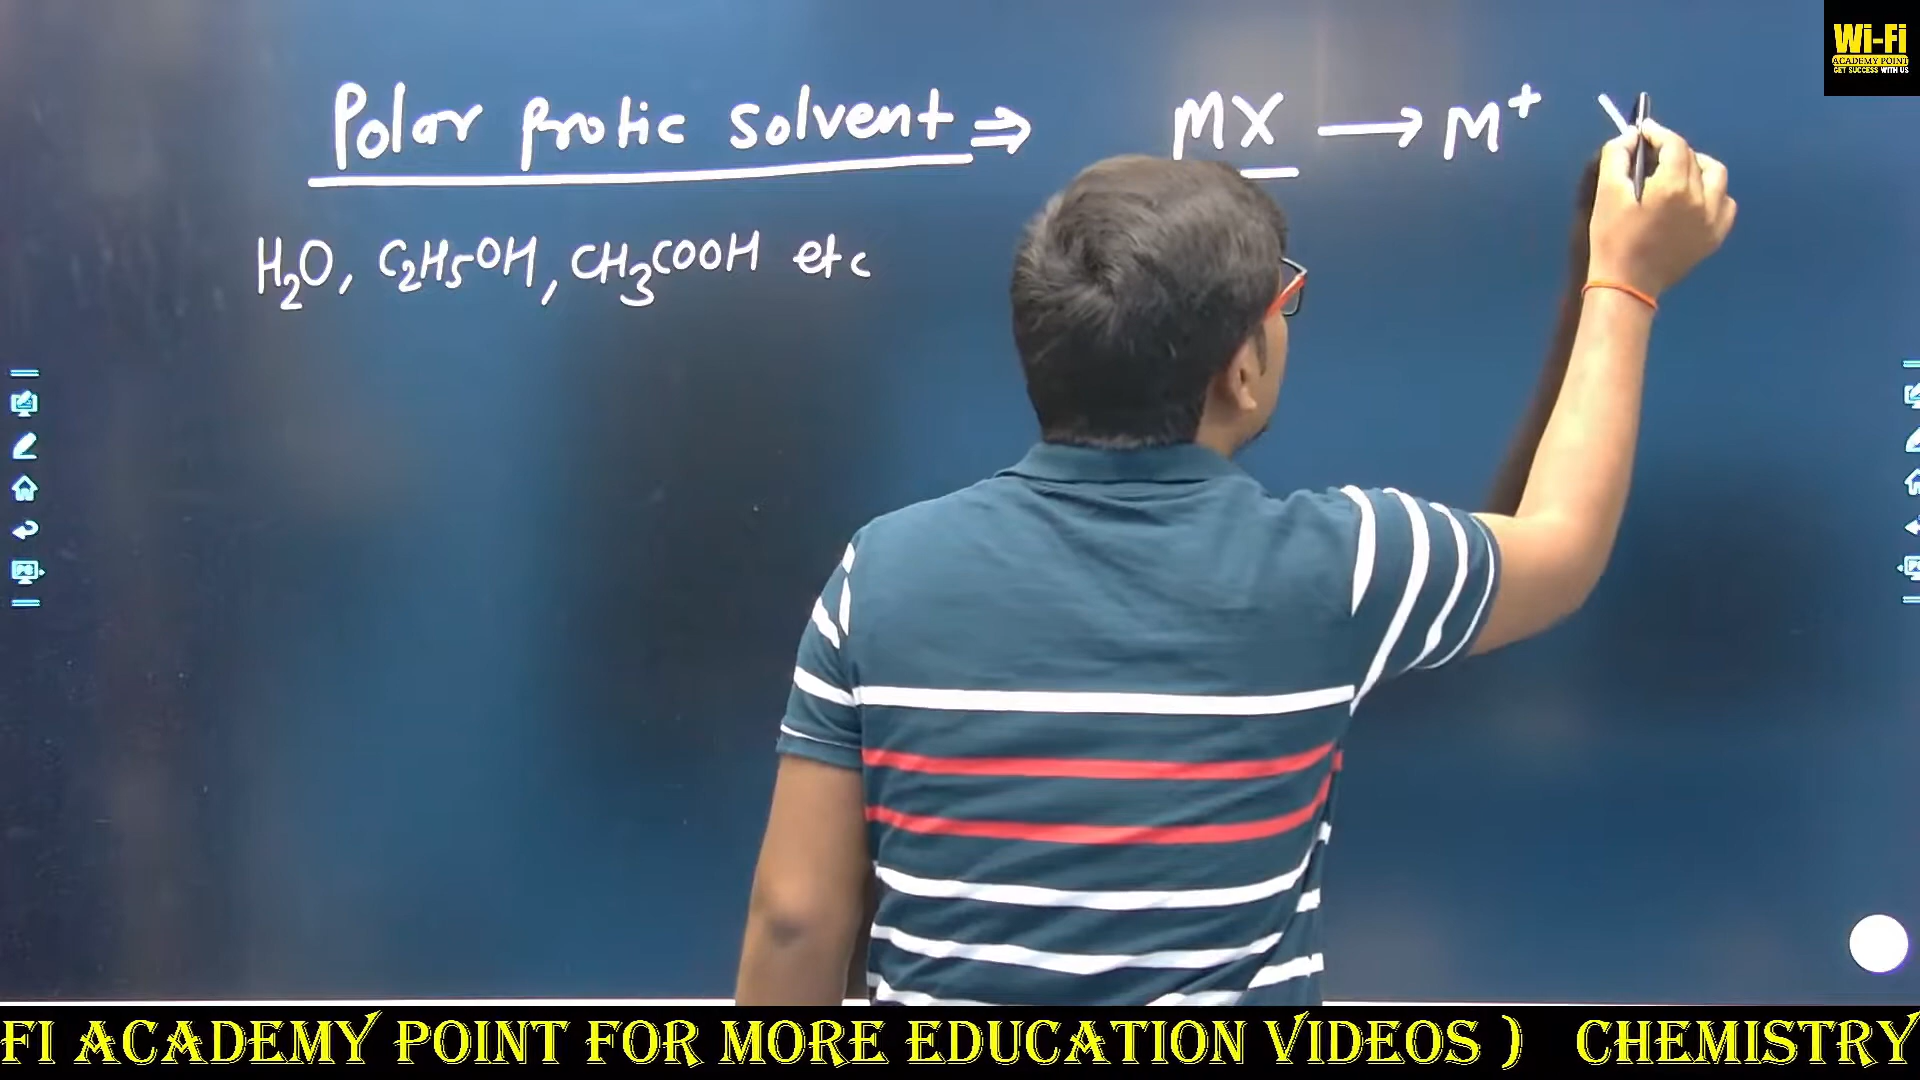 Wi-Fi
ACADEMY POINT
GET SUCCESS WITH US
Polar protic solvent ⇒ MX ⟶ M⁺
H₂O, C₂H₅OH, CH₃COOH etc
FI ACADEMY POINT FOR MORE EDUCATION VIDEOS ) CHEMISTRY